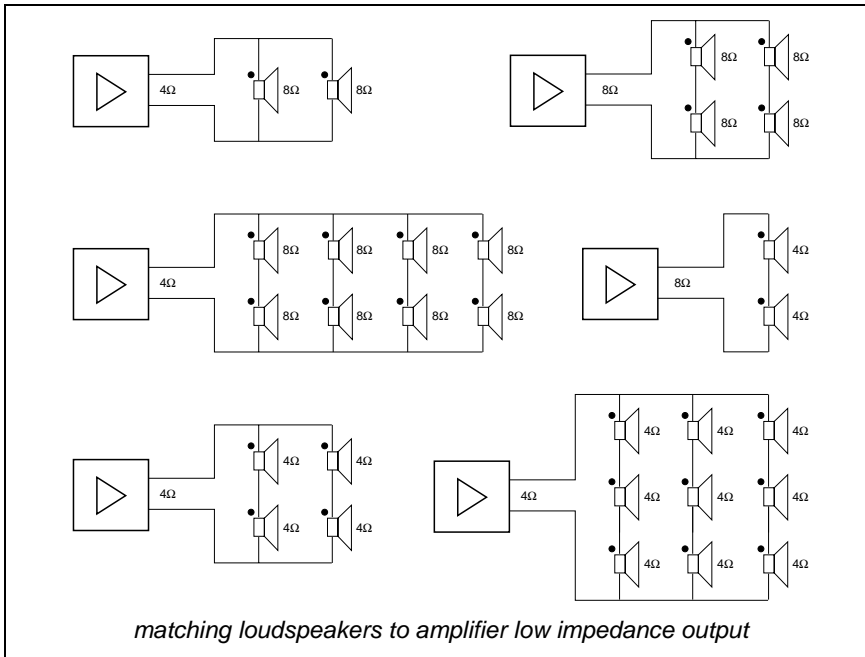 4Ω 8Ω 8Ω
8Ω 8Ω 8Ω
8Ω 8Ω
4Ω 8Ω 8Ω 8Ω 8Ω
8Ω 8Ω 8Ω 8Ω
8Ω 4Ω
4Ω
4Ω 4Ω 4Ω
4Ω 4Ω
4Ω 4Ω 4Ω 4Ω
4Ω 4Ω 4Ω
4Ω 4Ω 4Ω
matching loudspeakers to amplifier low impedance output